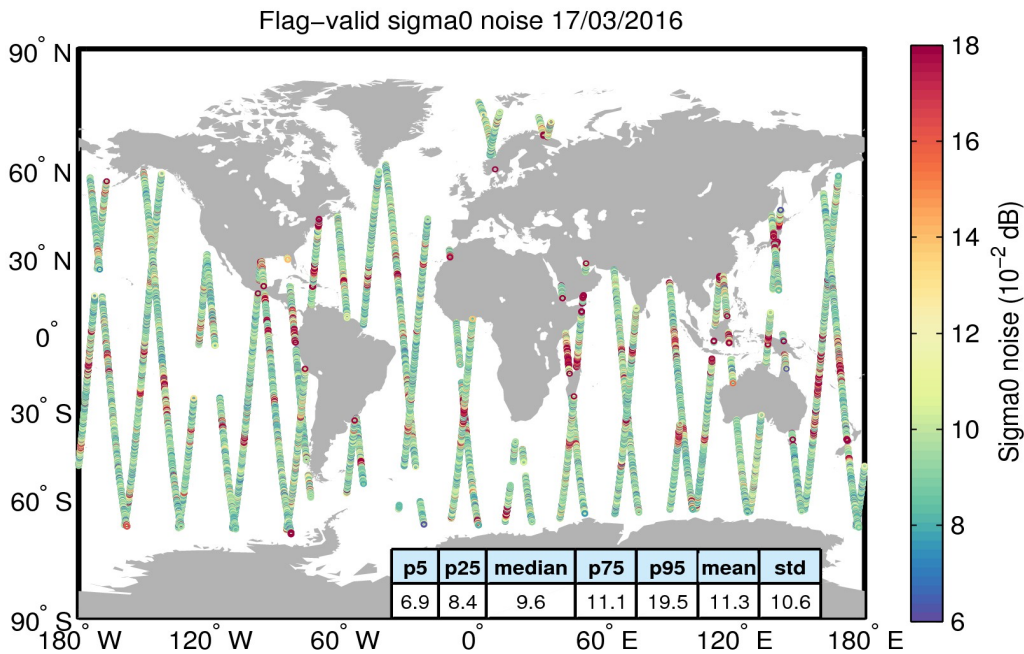 Flag−valid sigma0 noise 17/03/2016
90° N
60° N
30° N
0°
30° S
60° S
90° S
180° W 120° W 60° W 0° 60° E 120° E 180° E
p5 p25 median p75 p95 mean std
6.9 8.4 9.6 11.1 19.5 11.3 10.6
18
16
14
12
10
8
6
Sigma0 noise (10⁻² dB)